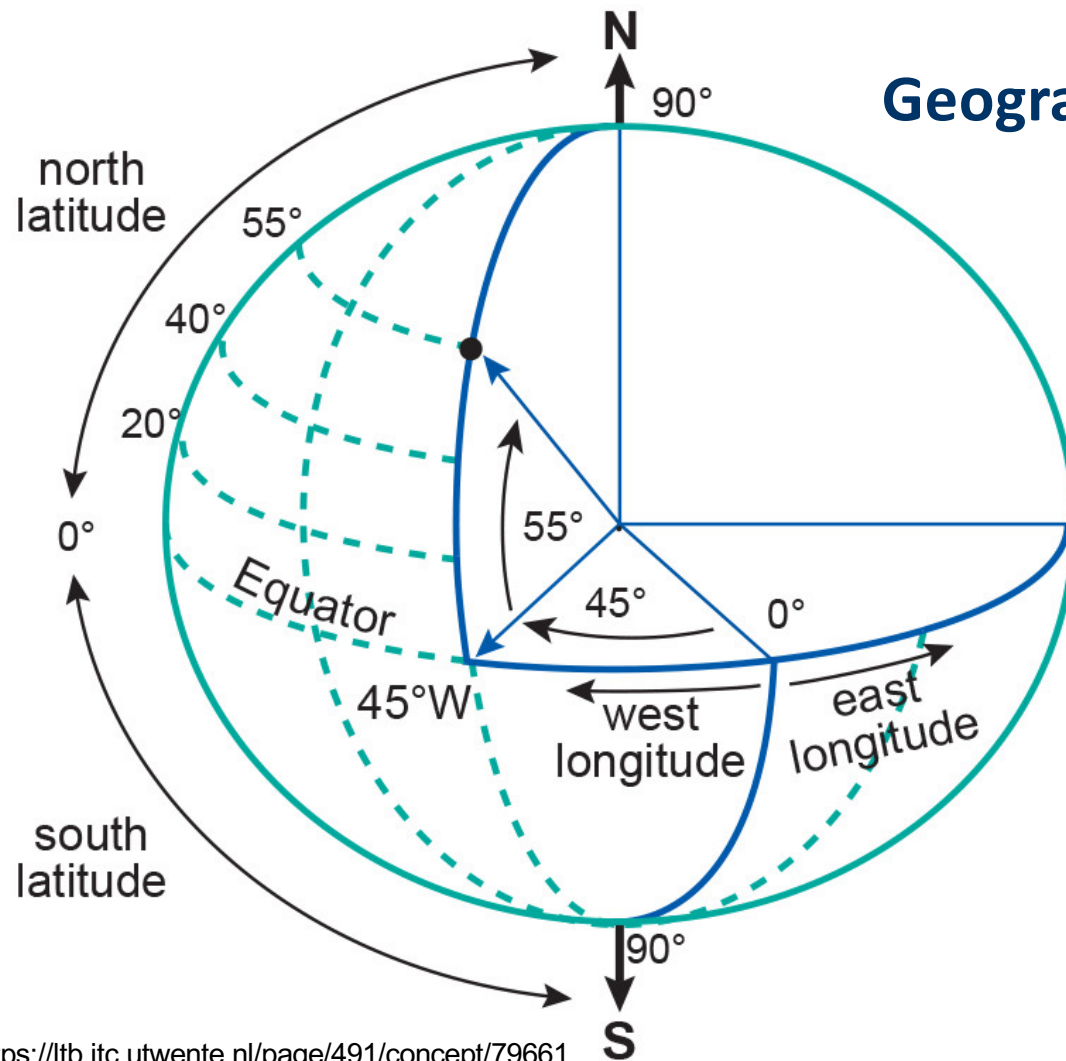 N
90°
Geogra
north
latitude
55°
40°
20°
0°
55°
Equator
45°
0°
45°W
west
longitude
east
longitude
south
latitude
90°
S
ps://ltb.itc.utwente.nl/page/491/concept/79661